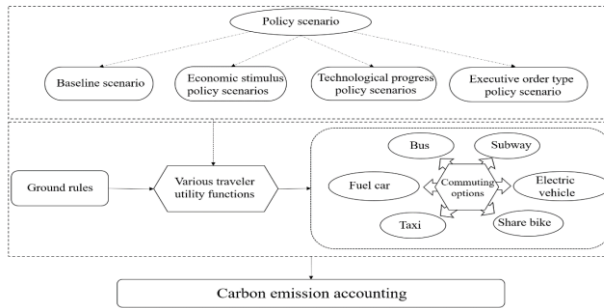 Policy scenario
Baseline scenario
Economic stimulus
policy scenarios
Technological progress
policy scenarios
Executive order type
policy scenario
Ground rules
Various traveler
utility functions
Bus
Subway
Fuel car
Commuting
options
Electric
vehicle
Taxi
Share bike
Carbon emission accounting